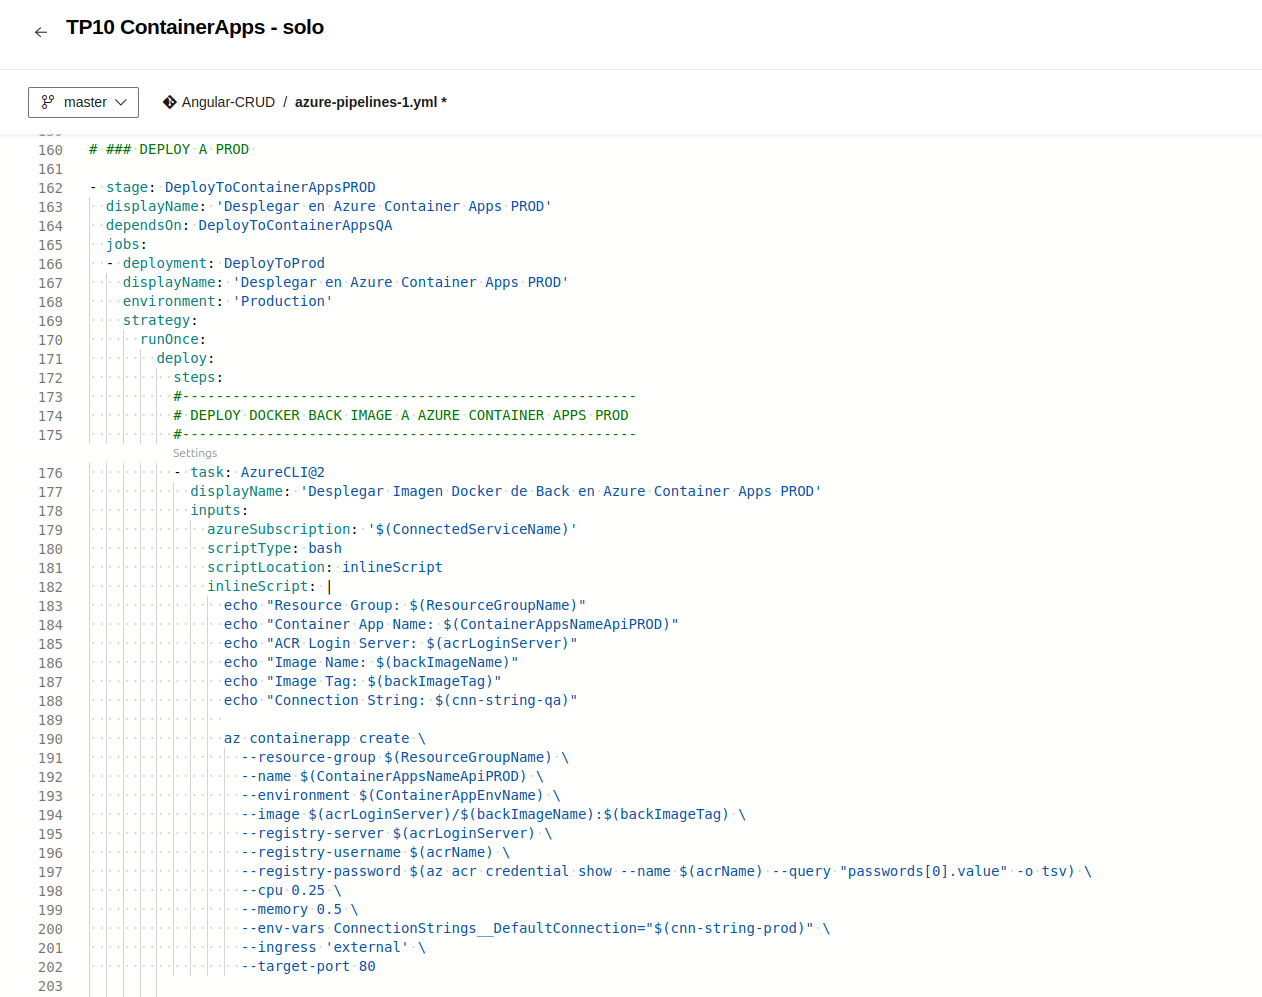 ← TP10 ContainerApps - solo
master Angular-CRUD / azure-pipelines-1.yml *
160 # ### DEPLOY A PROD
161
162 - stage: DeployToContainerAppsPROD
163 displayName: 'Desplegar en Azure Container Apps PROD'
164 dependsOn: DeployToContainerAppsQA
165 jobs:
166 - deployment: DeployToProd
167 displayName: 'Desplegar en Azure Container Apps PROD'
168 environment: 'Production'
169 strategy:
170 runOnce:
171 deploy:
172 steps:
173 #------------------------------------------------------
174 # DEPLOY DOCKER BACK IMAGE A AZURE CONTAINER APPS PROD
175 #------------------------------------------------------
Settings
176 - task: AzureCLI@2
177 displayName: 'Desplegar Imagen Docker de Back en Azure Container Apps PROD'
178 inputs:
179 azureSubscription: '$(ConnectedServiceName)'
180 scriptType: bash
181 scriptLocation: inlineScript
182 inlineScript: |
183 echo "Resource Group: $(ResourceGroupName)"
184 echo "Container App Name: $(ContainerAppsNameApiPROD)"
185 echo "ACR Login Server: $(acrLoginServer)"
186 echo "Image Name: $(backImageName)"
187 echo "Image Tag: $(backImageTag)"
188 echo "Connection String: $(cnn-string-qa)"
189
190 az containerapp create \
191 --resource-group $(ResourceGroupName) \
192 --name $(ContainerAppsNameApiPROD) \
193 --environment $(ContainerAppEnvName) \
194 --image $(acrLoginServer)/$(backImageName):$(backImageTag) \
195 --registry-server $(acrLoginServer) \
196 --registry-username $(acrName) \
197 --registry-password $(az acr credential show --name $(acrName) --query "passwords[0].value" -o tsv) \
198 --cpu 0.25 \
199 --memory 0.5 \
200 --env-vars ConnectionStrings__DefaultConnection="$(cnn-string-prod)" \
201 --ingress 'external' \
202 --target-port 80
203